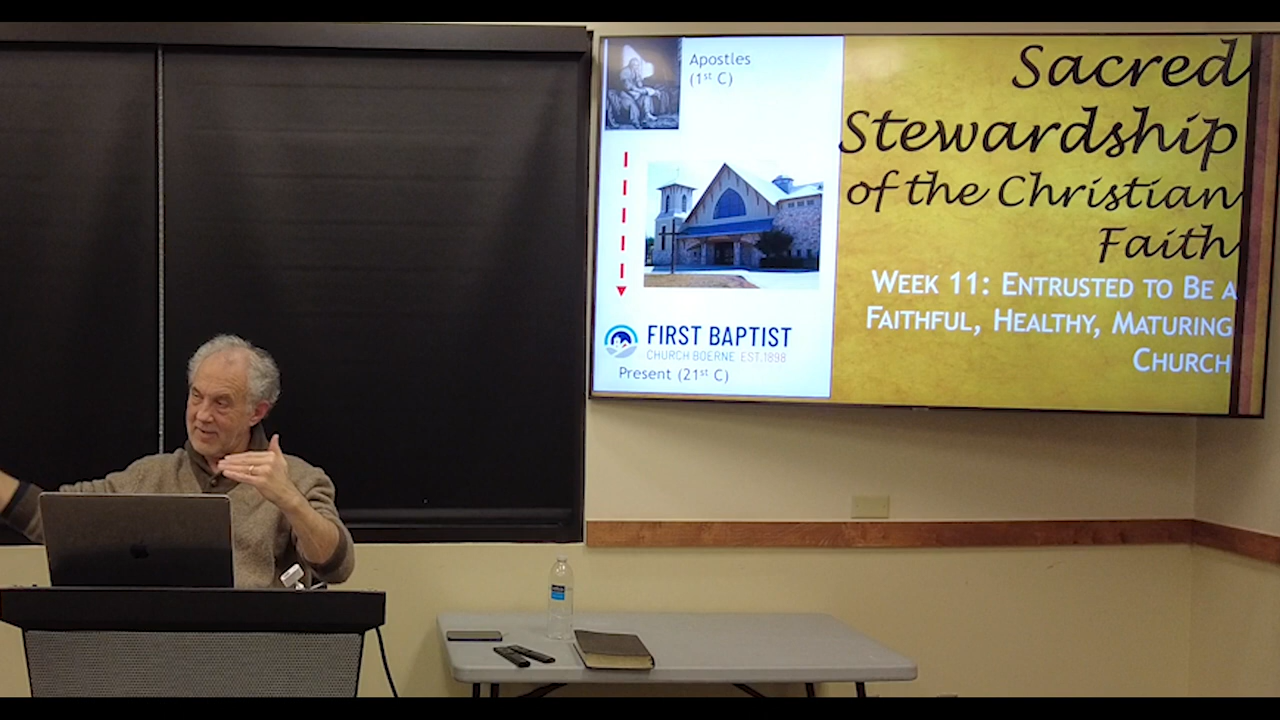 Apostles
(1st C)
FIRST BAPTIST
CHURCH BOERNE EST.1898
Present (21st C)
Sacred
Stewardship
of the Christian
Faith
WEEK 11: ENTRUSTED TO BE A
FAITHFUL, HEALTHY, MATURING
CHURCH